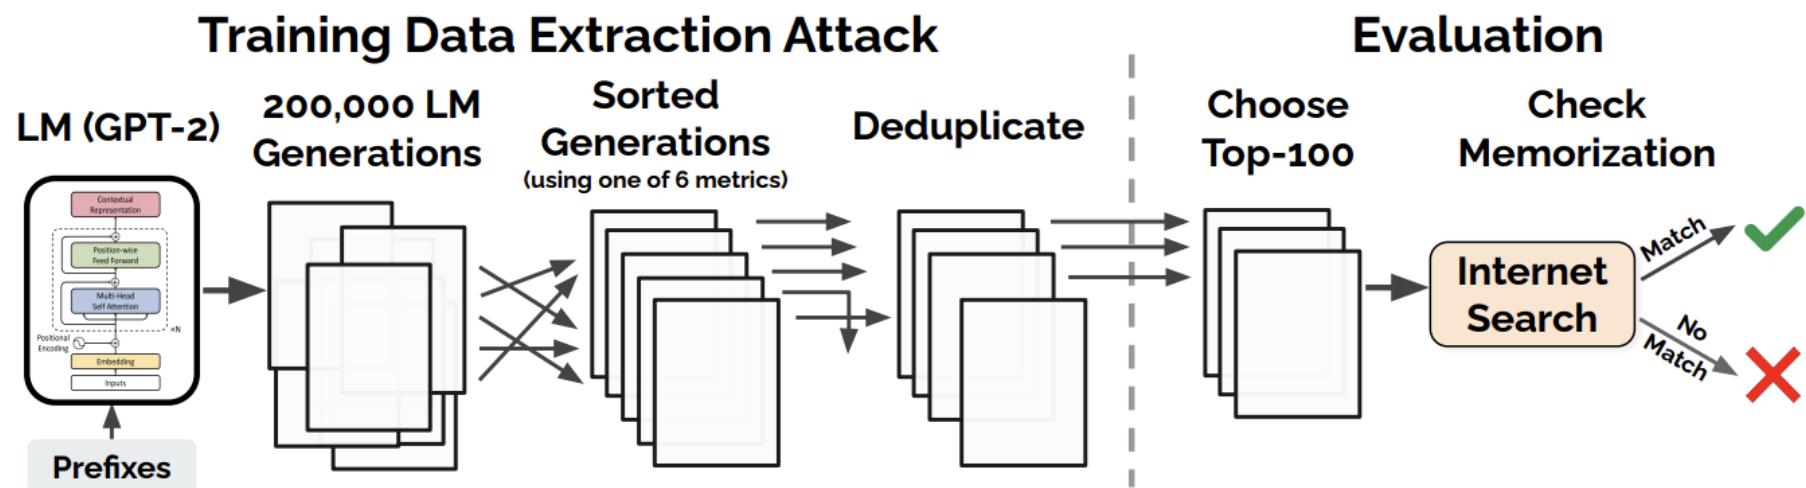 Training Data Extraction Attack
Evaluation
LM (GPT-2)
200,000 LM
Generations
Sorted
Generations
(using one of 6 metrics)
Deduplicate
Choose
Top-100
Check
Memorization
Contextual
Representation
Position-wise
Feed Forward
Multi-Head
Self Attention
×N
Positional
Encoding
Embedding
Inputs
Prefixes
Internet
Search
Match
No
Match